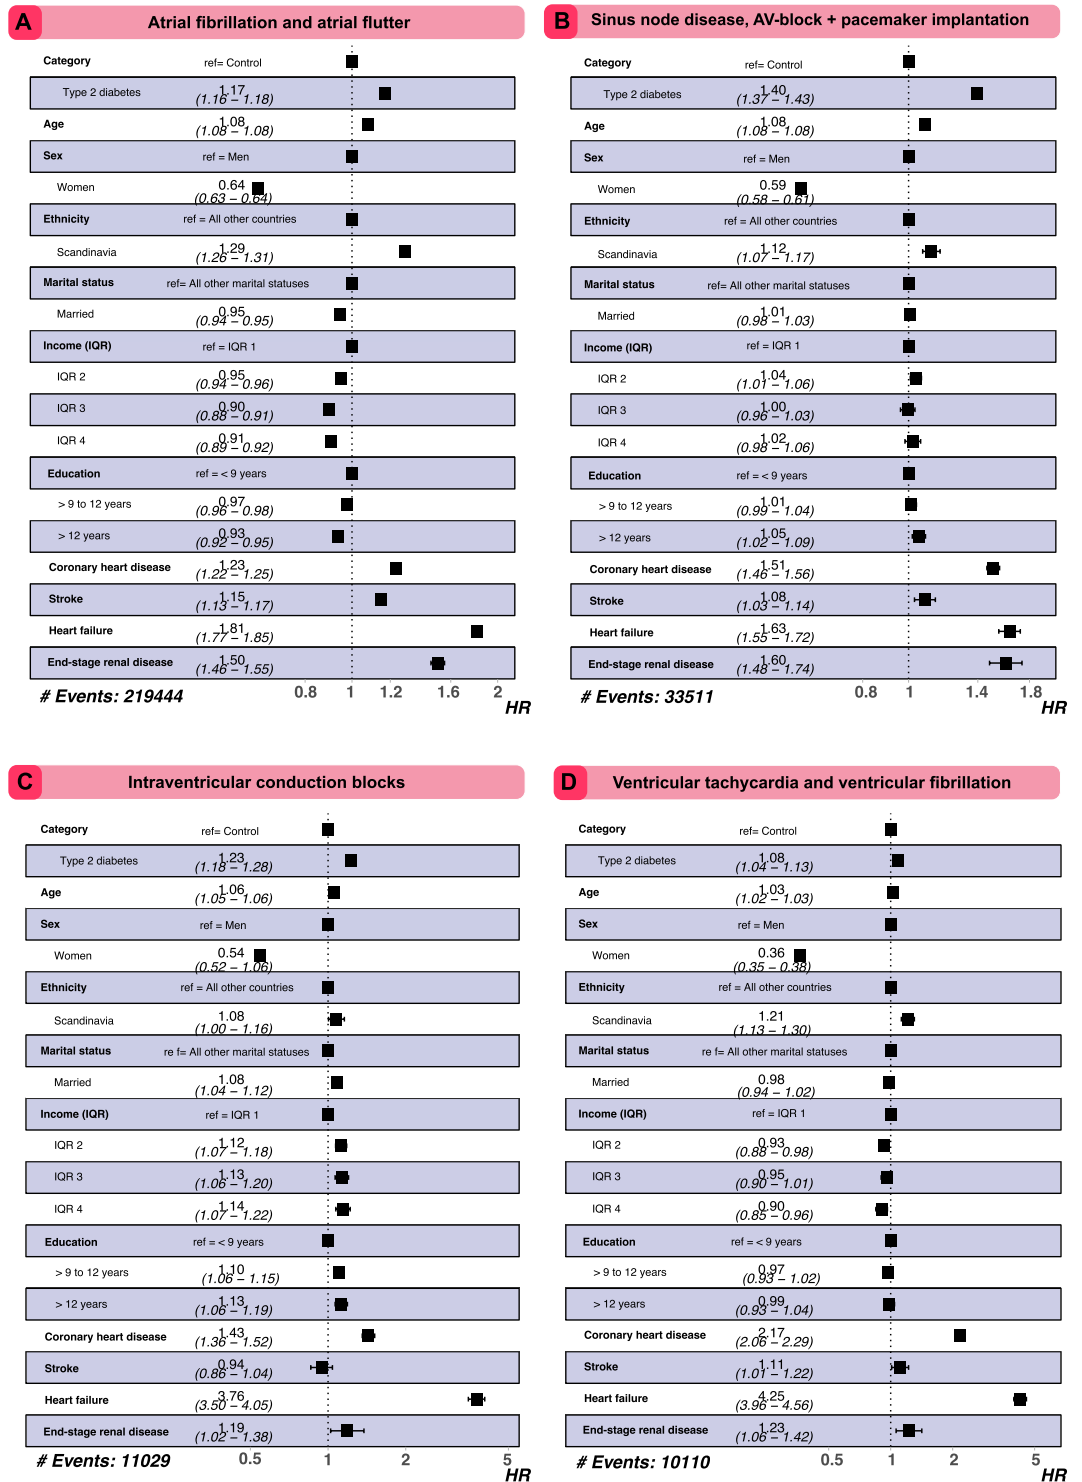 A Atrial fibrillation and atrial flutter
Category ref= Control
Type 2 diabetes 1.17
(1.16 – 1.18)
Age 1.08
(1.08 – 1.08)
Sex ref = Men
Women 0.64
(0.63 – 0.64)
Ethnicity ref = All other countries
Scandinavia 1.29
(1.26 – 1.31)
Marital status ref= All other marital statuses
Married 0.95
(0.94 – 0.95)
Income (IQR) ref = IQR 1
IQR 2 0.95
(0.94 – 0.96)
IQR 3 0.90
(0.88 – 0.91)
IQR 4 0.91
(0.89 – 0.92)
Education ref = < 9 years
> 9 to 12 years 0.97
(0.96 – 0.98)
> 12 years 0.93
(0.92 – 0.95)
Coronary heart disease 1.23
(1.22 – 1.25)
Stroke 1.15
(1.13 – 1.17)
Heart failure 1.81
(1.77 – 1.85)
End-stage renal disease 1.50
(1.46 – 1.55)
# Events: 219444 0.8 1 1.2 1.6 2
HR
B Sinus node disease, AV-block + pacemaker implantation
Category ref= Control
Type 2 diabetes 1.40
(1.37 – 1.43)
Age 1.08
(1.08 – 1.08)
Sex ref = Men
Women 0.59
(0.58 – 0.61)
Ethnicity ref = All other countries
Scandinavia 1.12
(1.07 – 1.17)
Marital status ref= All other marital statuses
Married 1.01
(0.98 – 1.03)
Income (IQR) ref = IQR 1
IQR 2 1.04
(1.01 – 1.06)
IQR 3 1.00
(0.96 – 1.03)
IQR 4 1.02
(0.98 – 1.06)
Education ref = < 9 years
> 9 to 12 years 1.01
(0.99 – 1.04)
> 12 years 1.05
(1.02 – 1.09)
Coronary heart disease 1.51
(1.46 – 1.56)
Stroke 1.08
(1.03 – 1.14)
Heart failure 1.63
(1.55 – 1.72)
End-stage renal disease 1.60
(1.48 – 1.74)
# Events: 33511 0.8 1 1.4 1.8
HR
C Intraventricular conduction blocks
Category ref= Control
Type 2 diabetes 1.23
(1.18 – 1.28)
Age 1.06
(1.05 – 1.06)
Sex ref = Men
Women 0.54
(0.52 – 1.06)
Ethnicity ref = All other countries
Scandinavia 1.08
(1.00 – 1.16)
Marital status re f= All other marital statuses
Married 1.08
(1.04 – 1.12)
Income (IQR) ref = IQR 1
IQR 2 1.12
(1.07 – 1.18)
IQR 3 1.13
(1.06 – 1.20)
IQR 4 1.14
(1.07 – 1.22)
Education ref = < 9 years
> 9 to 12 years 1.10
(1.06 – 1.15)
> 12 years 1.13
(1.06 – 1.19)
Coronary heart disease 1.43
(1.36 – 1.52)
Stroke 0.94
(0.86 – 1.04)
Heart failure 3.76
(3.50 – 4.05)
End-stage renal disease 1.19
(1.02 – 1.38)
# Events: 11029 0.5 1 2 5
HR
D Ventricular tachycardia and ventricular fibrillation
Category ref= Control
Type 2 diabetes 1.08
(1.04 – 1.13)
Age 1.03
(1.02 – 1.03)
Sex ref = Men
Women 0.36
(0.35 – 0.38)
Ethnicity ref = All other countries
Scandinavia 1.21
(1.13 – 1.30)
Marital status re f= All other marital statuses
Married 0.98
(0.94 – 1.02)
Income (IQR) ref = IQR 1
IQR 2 0.93
(0.88 – 0.98)
IQR 3 0.95
(0.90 – 1.01)
IQR 4 0.90
(0.85 – 0.96)
Education ref = < 9 years
> 9 to 12 years 0.97
(0.93 – 1.02)
> 12 years 0.99
(0.93 – 1.04)
Coronary heart disease 2.17
(2.06 – 2.29)
Stroke 1.11
(1.01 – 1.22)
Heart failure 4.25
(3.96 – 4.56)
End-stage renal disease 1.23
(1.06 – 1.42)
# Events: 10110 0.5 1 2 5
HR